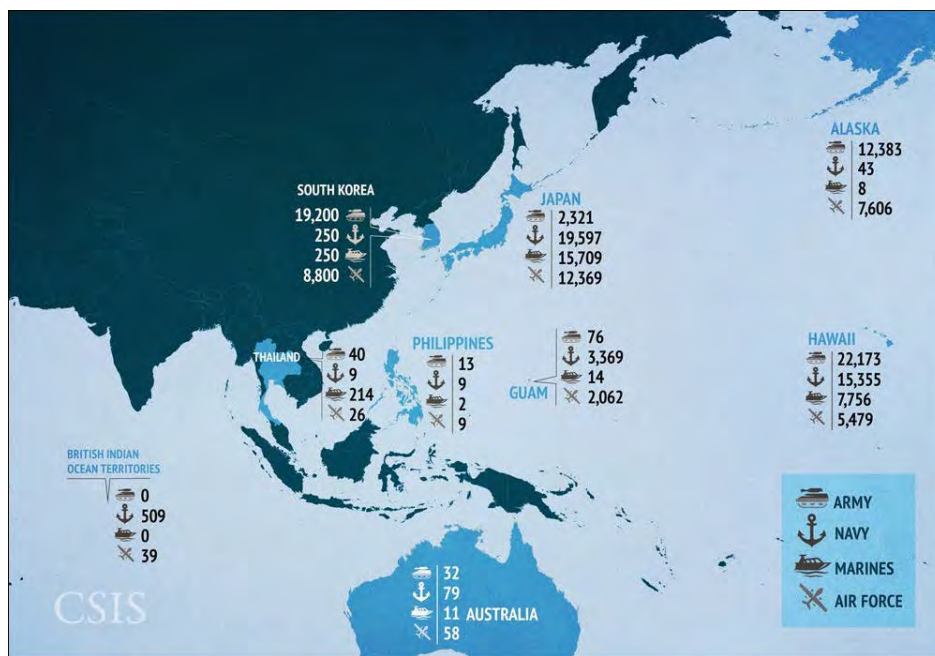 ALASKA
12,383
43
8
7,606
SOUTH KOREA
19,200
250
250
8,800
JAPAN
2,321
19,597
15,709
12,369
THAILAND
40
9
214
26
PHILIPPINES
13
9
2
9
GUAM
76
3,369
14
2,062
HAWAII
22,173
15,355
7,756
5,479
BRITISH INDIAN
OCEAN TERRITORIES
0
509
0
39
32
79
11 AUSTRALIA
58
ARMY
NAVY
MARINES
AIR FORCE
CSIS